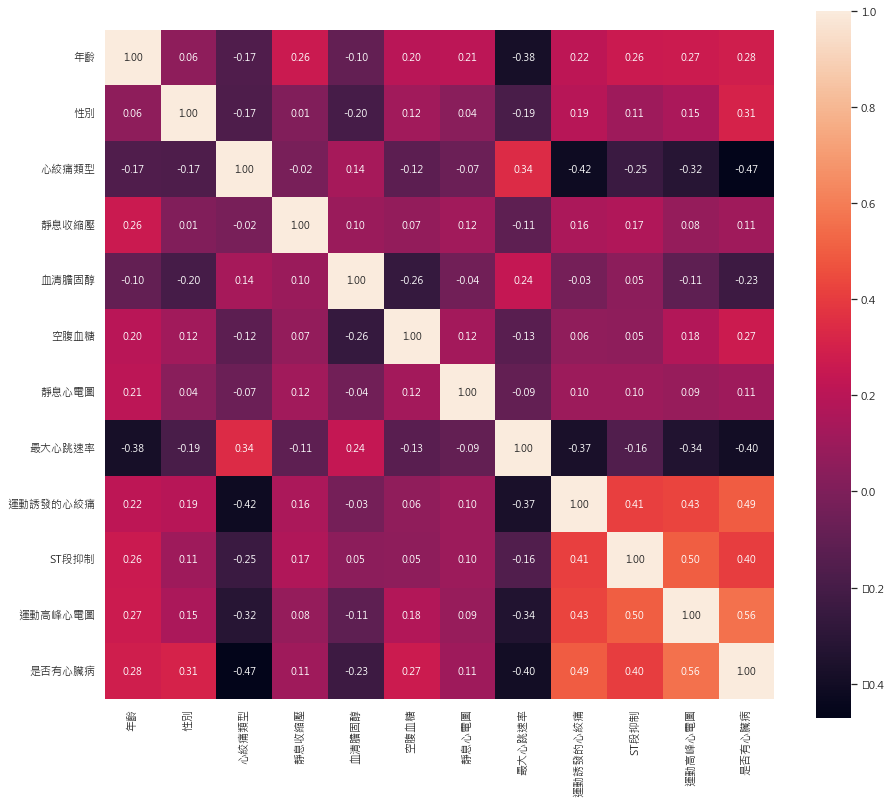 1.0
年齡 1.00 0.06 -0.17 0.26 -0.10 0.20 0.21 -0.38 0.22 0.26 0.27 0.28
性別 0.06 1.00 -0.17 0.01 -0.20 0.12 0.04 -0.19 0.19 0.11 0.15 0.31
0.8
心絞痛類型 -0.17 -0.17 1.00 -0.02 0.14 -0.12 -0.07 0.34 -0.42 -0.25 -0.32 -0.47
0.6
靜息收縮壓 0.26 0.01 -0.02 1.00 0.10 0.07 0.12 -0.11 0.16 0.17 0.08 0.11
血清膽固醇 -0.10 -0.20 0.14 0.10 1.00 -0.26 -0.04 0.24 -0.03 0.05 -0.11 -0.23
0.4
空腹血糖 0.20 0.12 -0.12 0.07 -0.26 1.00 0.12 -0.13 0.06 0.05 0.18 0.27
靜息心電圖 0.21 0.04 -0.07 0.12 -0.04 0.12 1.00 -0.09 0.10 0.10 0.09 0.11
0.2
最大心跳速率 -0.38 -0.19 0.34 -0.11 0.24 -0.13 -0.09 1.00 -0.37 -0.16 -0.34 -0.40
0.0
運動誘發的心絞痛 0.22 0.19 -0.42 0.16 -0.03 0.06 0.10 -0.37 1.00 0.41 0.43 0.49
ST段抑制 0.26 0.11 -0.25 0.17 0.05 0.05 0.10 -0.16 0.41 1.00 0.50 0.40
□0.2
運動高峰心電圖 0.27 0.15 -0.32 0.08 -0.11 0.18 0.09 -0.34 0.43 0.50 1.00 0.56
是否有心臟病 0.28 0.31 -0.47 0.11 -0.23 0.27 0.11 -0.40 0.49 0.40 0.56 1.00
□0.4
年齡
性別
心絞痛類型
靜息收縮壓
血清膽固醇
空腹血糖
靜息心電圖
最大心跳速率
運動誘發的心絞痛
ST段抑制
運動高峰心電圖
是否有心臟病